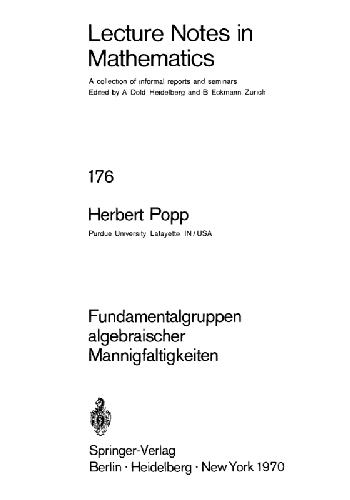 Lecture Notes in
Mathematics
A collection of informal reports and seminars
Edited by A Dold Heidelberg and B Eckmann Zurich
176
Herbert Popp
Purdue University Lafayette IN / USA
Fundamentalgruppen
algebraischer
Mannigfaltigkeiten
Springer-Verlag
Berlin · Heidelberg · New York 1970